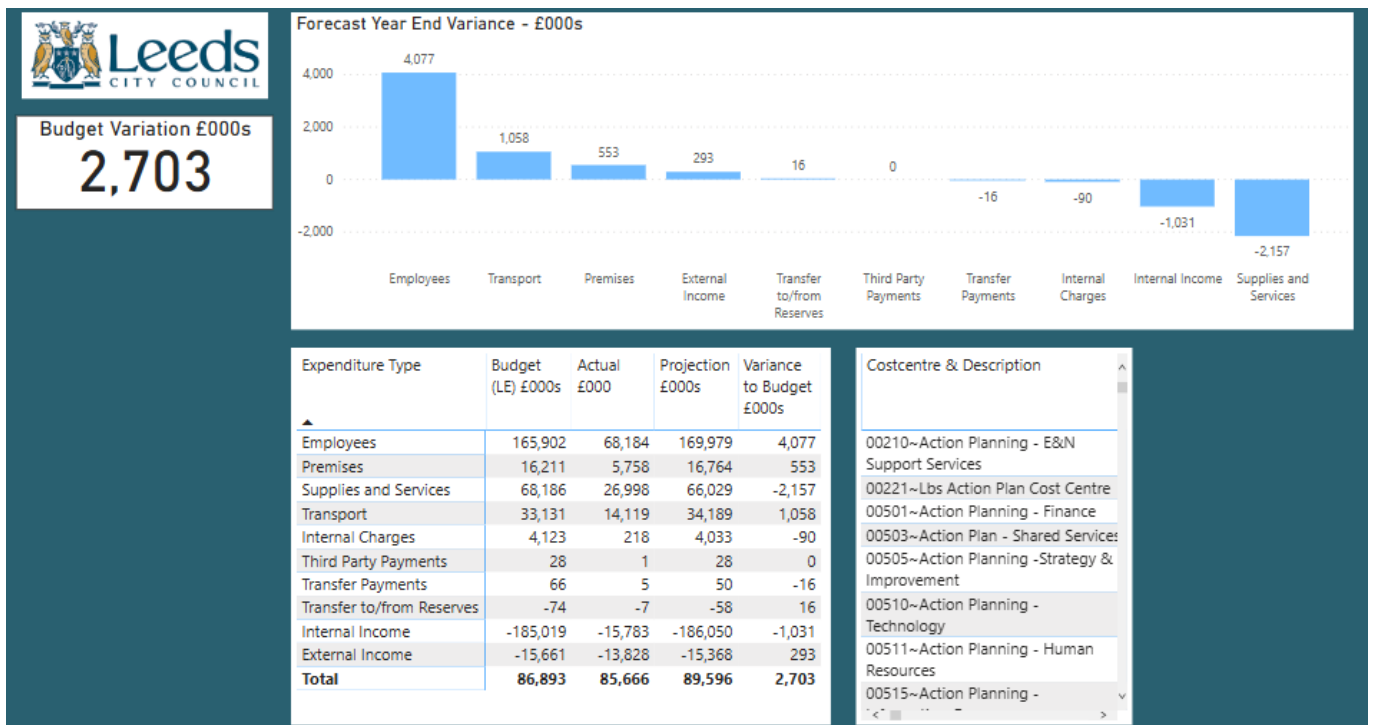 Leeds
CITY COUNCIL
Budget Variation £000s
2,703
Forecast Year End Variance - £000s
4,000
2,000
0
-2,000
4,077
1,058
553
293
16
0
-16
-90
-1,031
-2,157
Employees
Transport
Premises
External
Income
Transfer
to/from
Reserves
Third Party
Payments
Transfer
Payments
Internal
Charges
Internal Income
Supplies and
Services
Expenditure Type Budget (LE) £000s Actual £000 Projection £000s Variance to Budget £000s
Employees 165,902 68,184 169,979 4,077
Premises 16,211 5,758 16,764 553
Supplies and Services 68,186 26,998 66,029 -2,157
Transport 33,131 14,119 34,189 1,058
Internal Charges 4,123 218 4,033 -90
Third Party Payments 28 1 28 0
Transfer Payments 66 5 50 -16
Transfer to/from Reserves -74 -7 -58 16
Internal Income -185,019 -15,783 -186,050 -1,031
External Income -15,661 -13,828 -15,368 293
Total 86,893 85,666 89,596 2,703
Costcentre & Description
00210~Action Planning - E&N
Support Services
00221~Lbs Action Plan Cost Centre
00501~Action Planning - Finance
00503~Action Plan - Shared Services
00505~Action Planning -Strategy &
Improvement
00510~Action Planning -
Technology
00511~Action Planning - Human
Resources
00515~Action Planning -